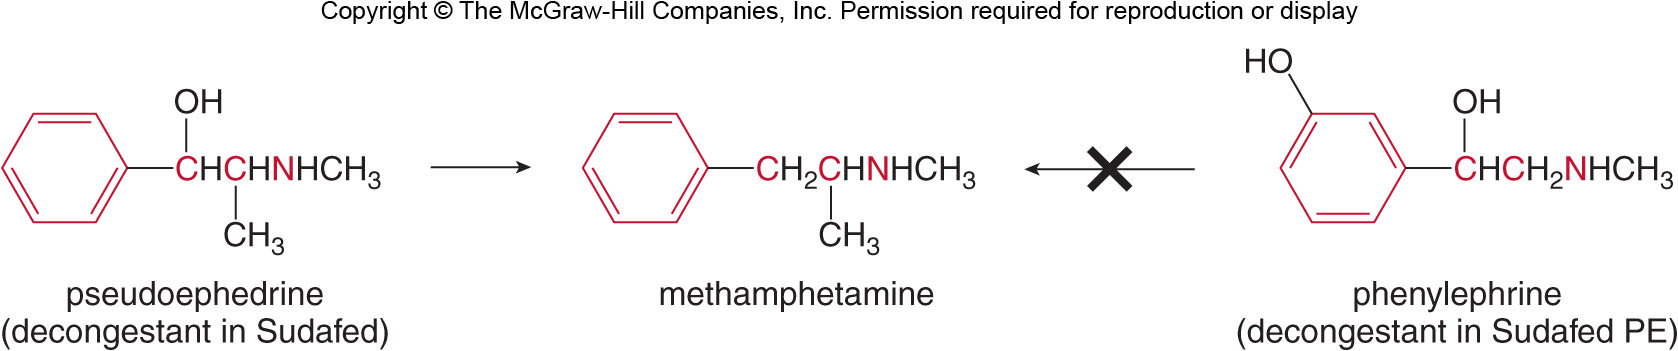 Copyright © The McGraw-Hill Companies, Inc. Permission required for reproduction or display
OH
CHCHNHCH3
CH3
pseudoephedrine
(decongestant in Sudafed)
CH2CHNHCH3
CH3
methamphetamine
HO
OH
CHCH2NHCH3
phenylephrine
(decongestant in Sudafed PE)